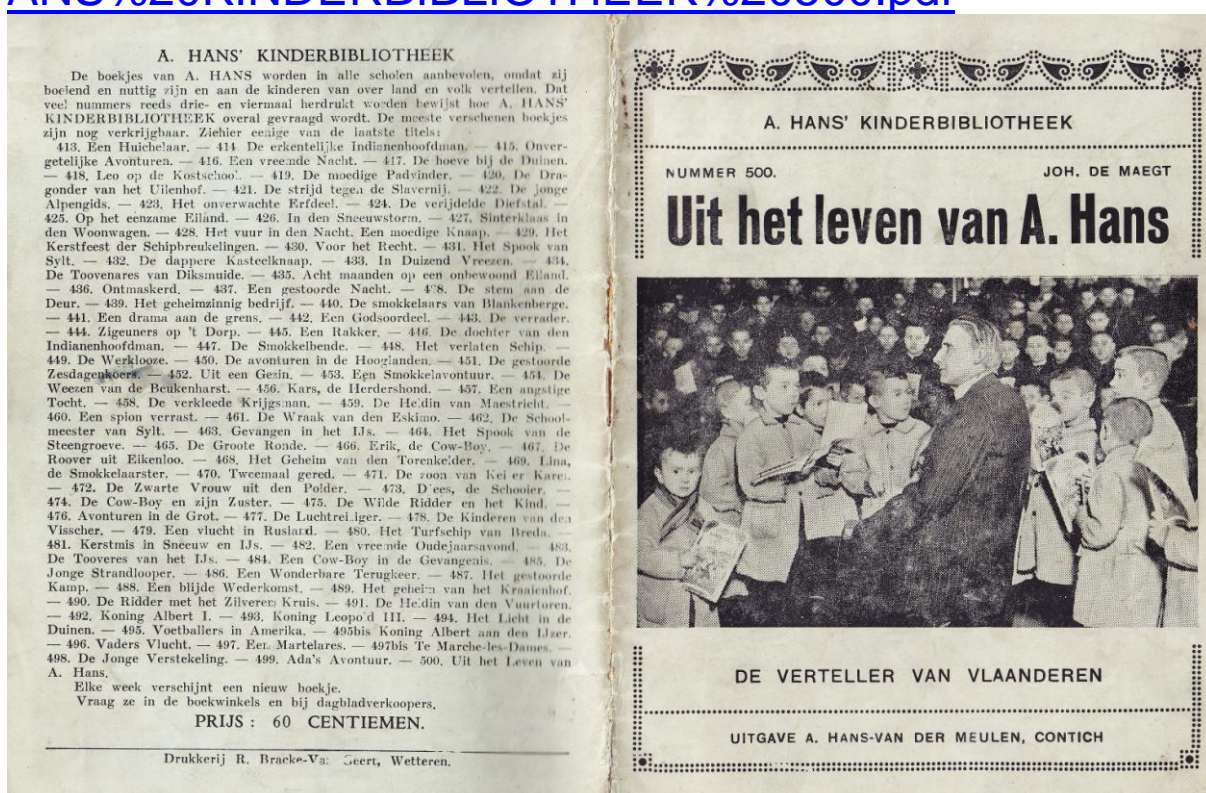 ANS%20KINDERBIBLIOTHEEK%20500.pdf
A. HANS' KINDERBIBLIOTHEEK
De boekjes van A. HANS worden in alle scholen aanbevolen, omdat zij
boeiend en nuttig zijn en aan de kinderen van over land en volk vertellen. Dat
veel nummers reeds drie- en viermaal herdrukt worden bewijst hoe A. HANS'
KINDERBIBLIOTHEEK overal gevraagd wordt. De meeste verschenen boekjes
zijn nog verkrijgbaar. Ziehier eenige van de laatste titels:
413. Een Huichelaar. — 414. De erkentelijke Indianenhoofdman. — 415. Onver-
getelijke Avonturen. — 416. Een vreemde Nacht. — 417. De hoeve bij de Duinen.
— 418. Leo op de Kostschool. — 419. De moedige Padvinder. — 420. De Dra-
gonder van het Uilenhof. — 421. De strijd tegen de Slavernij. — 422. De jonge
Alpengids. — 423. Het onverwachte Erfdeel. — 424. De verijdelde Diefstal. —
425. Op het eenzame Eiland. — 426. In den Sneeuwstorm. — 427. Sinterklaas in
den Woonwagen. — 428. Het vuur in den Nacht. Een moedige Knaap. — 429. Het
Kerstfeest der Schipbreukelingen. — 430. Voor het Recht. — 431. Het Spook van
Sylt. — 432. De dappere Kasteelknaap. — 433. In Duizend Vreezen. — 434.
De Toovenares van Diksmuide. — 435. Acht maanden op een onbewoond Eiland.
— 436. Ontmaskerd. — 437. Een gestoorde Nacht. — 438. De stem aan de
Deur. — 439. Het geheimzinnig bedrijf. — 440. De smokkelaars van Blankenberge.
— 441. Een drama aan de grens. — 442. Een Godsoordeel. — 443. De verrader.
— 444. Zigeuners op 't Dorp. — 445. Een Rakker. — 446. De dochter van den
Indianenhoofdman. — 447. De Smokkelbende. — 448. Het verlaten Schip. —
449. De Werklooze. — 450. De avonturen in de Hooglanden. — 451. De gestoorde
Zesdagenkoers. — 452. Uit een Gezin. — 453. Een Smokkelavontuur. — 454. De
Weezen van de Beukenharst. — 456. Kars, de Herdershond. — 457. Een angstige
Tocht. — 458. De verkleede Krijgsman. — 459. De Heldin van Maestricht. —
460. Een spion verrast. — 461. De Wraak van den Eskimo. — 462. De School-
meester van Sylt. — 463. Gevangen in het IJs. — 464. Het Spook van de
Steengroeve. — 465. De Groote Ronde. — 466. Erik, de Cow-Boy. — 467. De
Roover uit Eikenloo. — 468. Het Geheim van den Torenkelder. — 469. Lina,
de Smokkelaarster. — 470. Tweemaal gered. — 471. De zoon van Keizer Karel.
— 472. De Zwarte Vrouw uit den Polder. — 473. Dees, de Schooier. —
474. De Cow-Boy en zijn Zuster. — 475. De Wilde Ridder en het Kind. —
476. Avonturen in de Grot. — 477. De Luchtreiziger. — 478. De Kinderen van den
Visscher. — 479. Een vlucht in Rusland. — 480. Het Turfschip van Breda. —
481. Kerstmis in Sneeuw en IJs. — 482. Een vreemde Oudejaarsavond. — 483.
De Tooveres van het IJs. — 484. Een Cow-Boy in de Gevangenis. — 485. De
Jonge Strandlooper. — 486. Een Wonderbare Terugkeer. — 487. Het gestoorde
Kamp. — 488. Een blijde Wederkomst. — 489. Het geheim van het Kraaienhof.
— 490. De Ridder met het Zilveren Kruis. — 491. De Heldin van den Vuurtoren.
— 492. Koning Albert I. — 493. Koning Leopold III. — 494. Het Licht in de
Duinen. — 495. Voetballers in Amerika. — 495bis Koning Albert aan den IJzer.
— 496. Vaders Vlucht. — 497. Een Martelares. — 497bis Te Marche-les-Dames. —
498. De Jonge Verstekeling. — 499. Ada's Avontuur. — 500. Uit het Leven van
A. Hans.
Elke week verschijnt een nieuw boekje.
Vraag ze in de boekwinkels en bij dagbladverkoopers.
PRIJS : 60 CENTIEMEN.
Drukkerij R. Bracke-Van Geert, Wetteren.
A. HANS' KINDERBIBLIOTHEEK
NUMMER 500. JOH. DE MAEGT
Uit het leven van A. Hans
DE VERTELLER VAN VLAANDEREN
UITGAVE A. HANS-VAN DER MEULEN, CONTICH